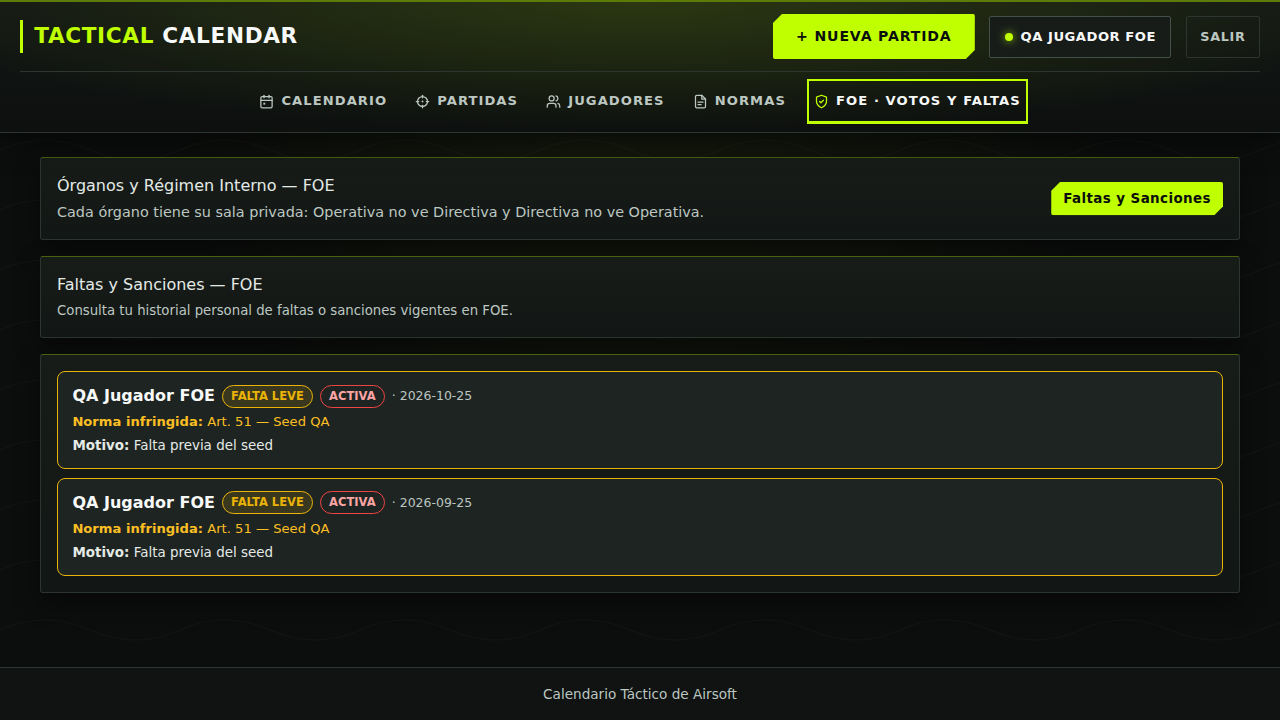 TACTICAL CALENDAR
+ NUEVA PARTIDA
QA JUGADOR FOE
SALIR
CALENDARIO
PARTIDAS
JUGADORES
NORMAS
FOE · VOTOS Y FALTAS
Órganos y Régimen Interno — FOE
Cada órgano tiene su sala privada: Operativa no ve Directiva y Directiva no ve Operativa.
Faltas y Sanciones
Faltas y Sanciones — FOE
Consulta tu historial personal de faltas o sanciones vigentes en FOE.
QA Jugador FOE FALTA LEVE ACTIVA · 2026-10-25
Norma infringida: Art. 51 — Seed QA
Motivo: Falta previa del seed
QA Jugador FOE FALTA LEVE ACTIVA · 2026-09-25
Norma infringida: Art. 51 — Seed QA
Motivo: Falta previa del seed
Calendario Táctico de Airsoft